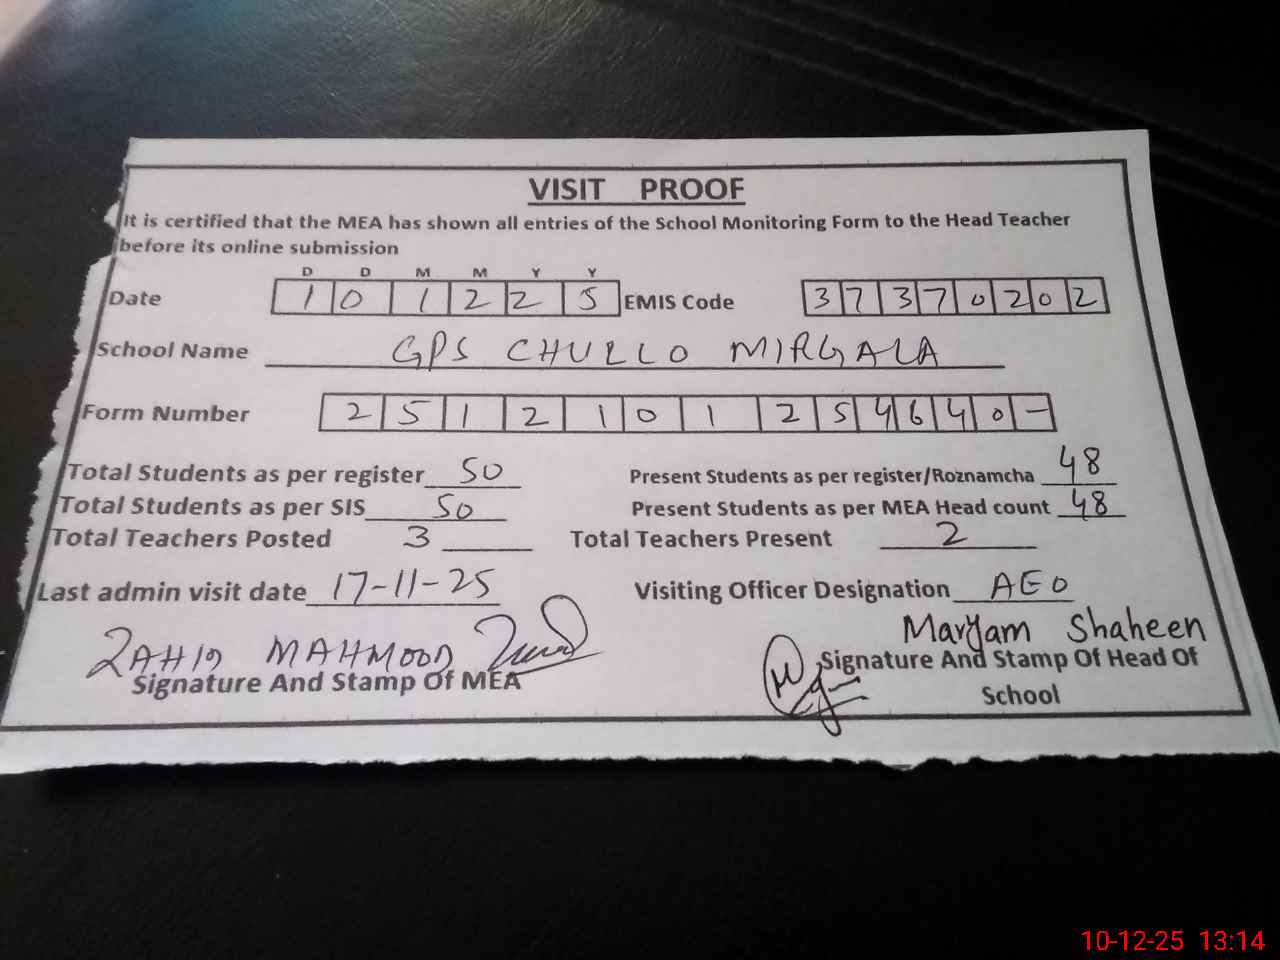 VISIT PROOF
It is certified that the MEA has shown all entries of the School Monitoring Form to the Head Teacher
before its online submission
D D M M Y Y
Date 1 0 1 2 2 5 EMIS Code 3 7 3 7 0 2 0 2
School Name GPS CHULLO MIRGALA
Form Number 2 5 1 2 1 0 1 2 5 4 6 4 0 -
Total Students as per register 50 Present Students as per register/Roznamcha 48
Total Students as per SIS 50 Present Students as per MEA Head count 48
Total Teachers Posted 3 Total Teachers Present 2
Last admin visit date 17-11-25 Visiting Officer Designation AEO
ZAHID MAHMOOD Maryam Shaheen
Signature And Stamp Of MEA Signature And Stamp Of Head Of
School
10-12-25 13:14